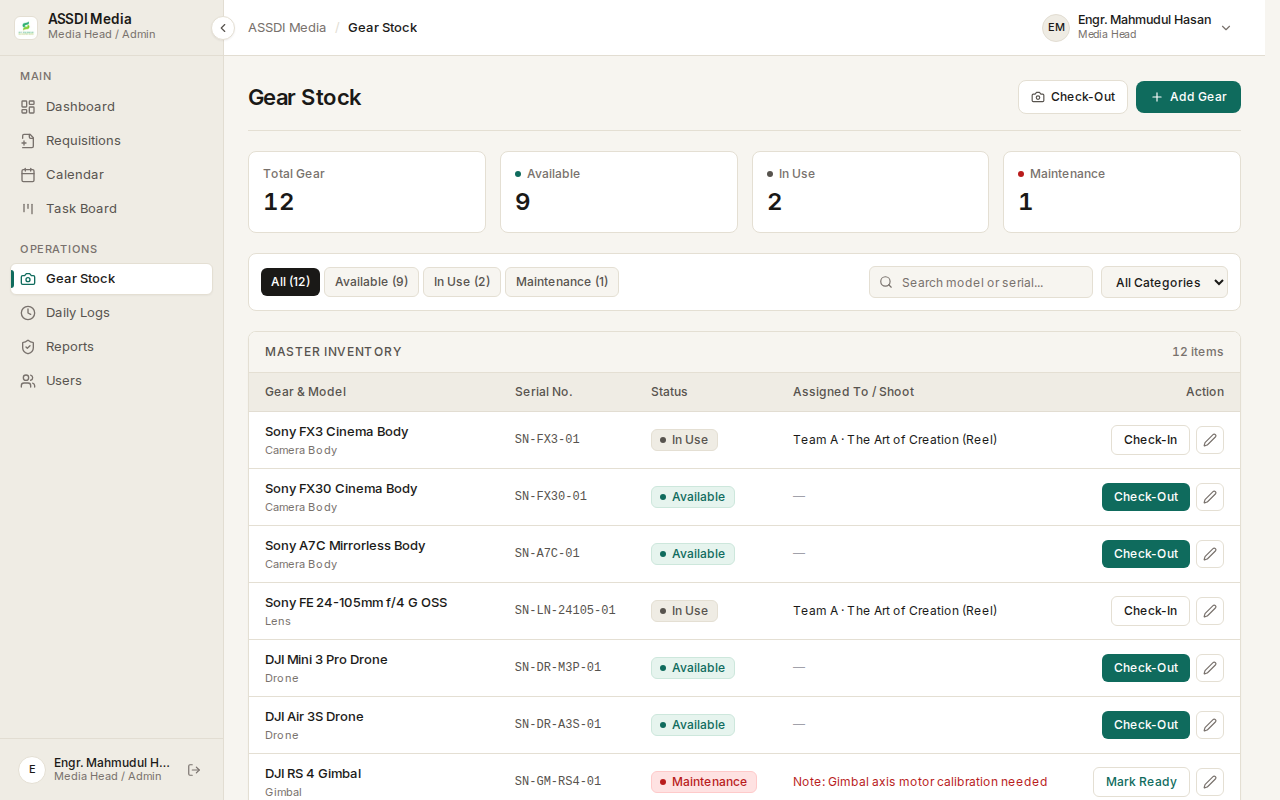 ASSDI Media
Media Head / Admin
MAIN
Dashboard
Requisitions
Calendar
Task Board
OPERATIONS
Gear Stock
Daily Logs
Reports
Users
E
Engr. Mahmudul H...
Media Head / Admin
ASSDI Media / Gear Stock
EM
Engr. Mahmudul Hasan
Media Head
Gear Stock
Check-Out
Add Gear
Total Gear
12
Available
9
In Use
2
Maintenance
1
All (12)
Available (9)
In Use (2)
Maintenance (1)
Search model or serial...
All Categories
MASTER INVENTORY
12 items
Gear & Model Serial No. Status Assigned To / Shoot Action
Sony FX3 Cinema Body
Camera Body
SN-FX3-01
In Use
Team A · The Art of Creation (Reel)
Check-In
Sony FX30 Cinema Body
Camera Body
SN-FX30-01
Available
—
Check-Out
Sony A7C Mirrorless Body
Camera Body
SN-A7C-01
Available
—
Check-Out
Sony FE 24-105mm f/4 G OSS
Lens
SN-LN-24105-01
In Use
Team A · The Art of Creation (Reel)
Check-In
DJI Mini 3 Pro Drone
Drone
SN-DR-M3P-01
Available
—
Check-Out
DJI Air 3S Drone
Drone
SN-DR-A3S-01
Available
—
Check-Out
DJI RS 4 Gimbal
Gimbal
SN-GM-RS4-01
Maintenance
Note: Gimbal axis motor calibration needed
Mark Ready